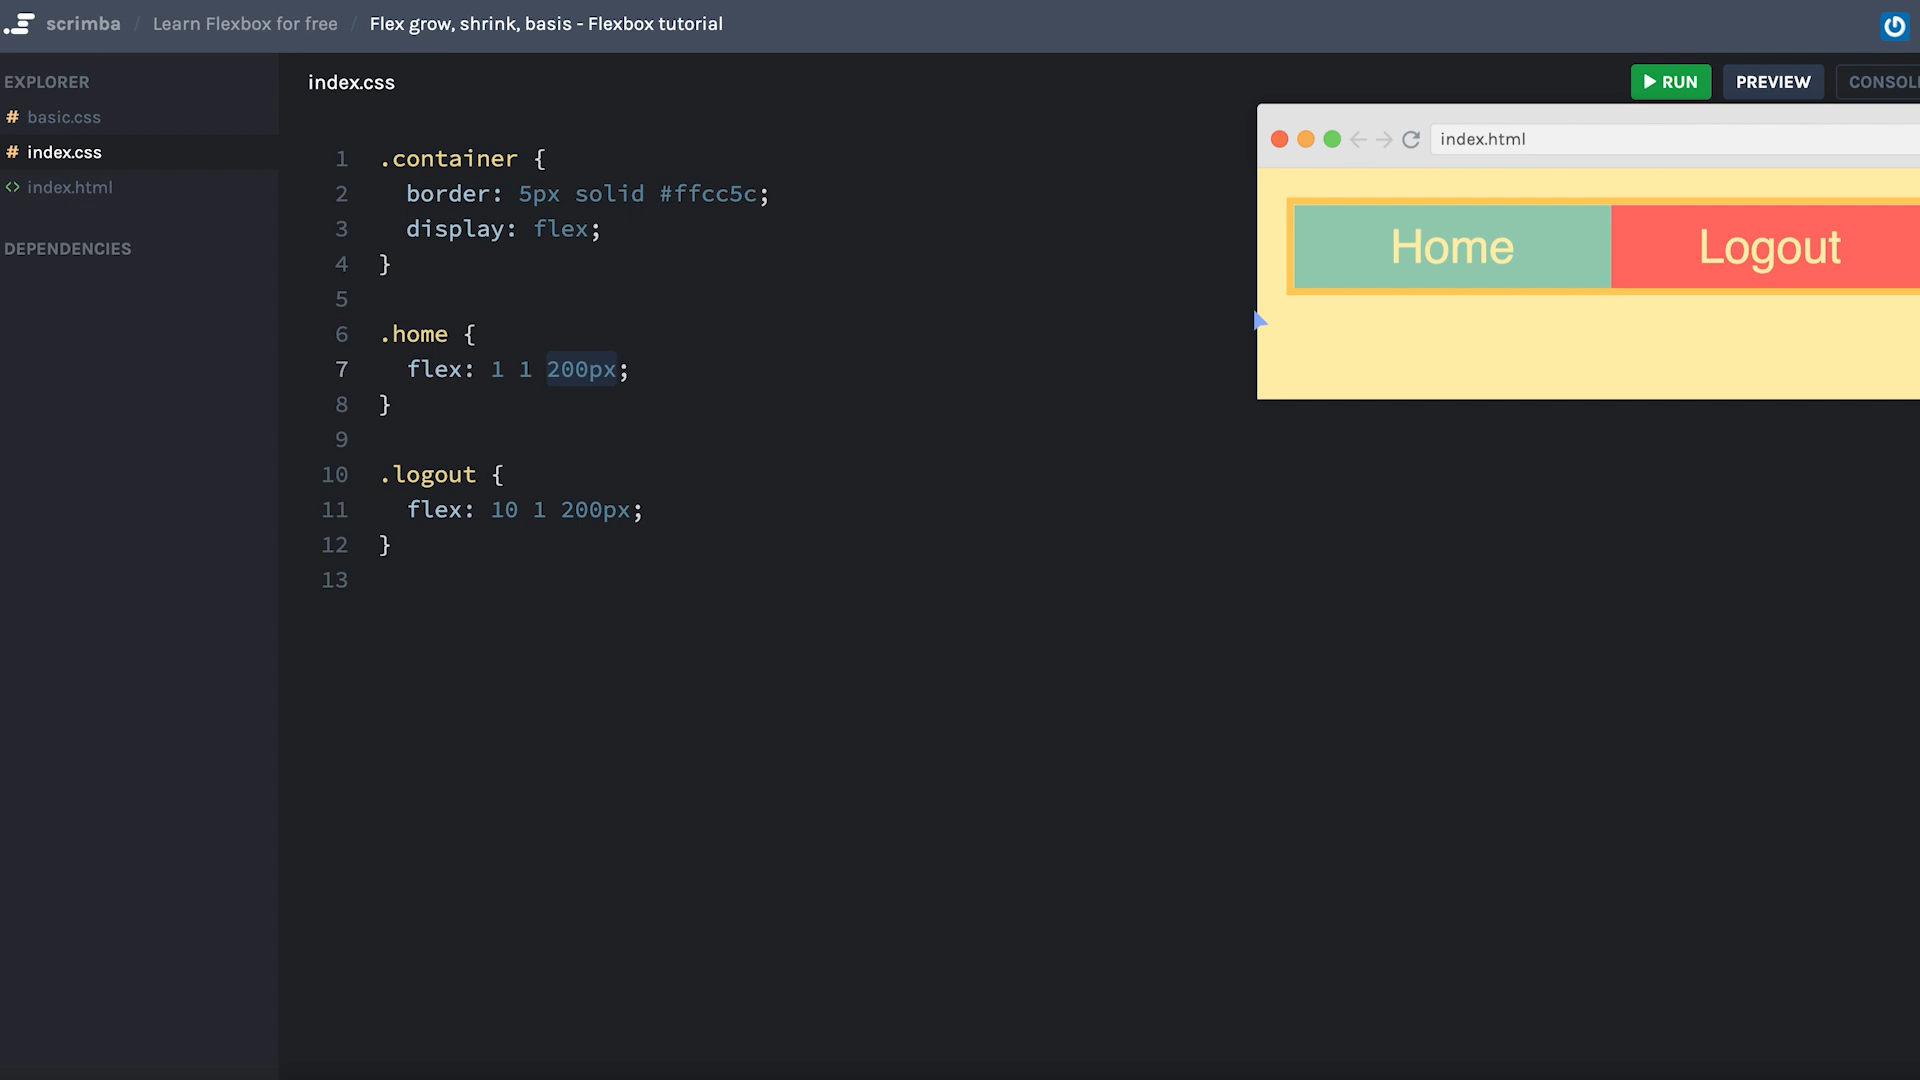 scrimba / Learn Flexbox for free / Flex grow, shrink, basis - Flexbox tutorial
EXPLORER
# basic.css
# index.css
<> index.html
DEPENDENCIES
index.css
RUN PREVIEW CONSOL
1 .container {
2 border: 5px solid #ffcc5c;
3 display: flex;
4 }
5
6 .home {
7 flex: 1 1 200px;
8 }
9
10 .logout {
11 flex: 10 1 200px;
12 }
13
index.html
Home Logout